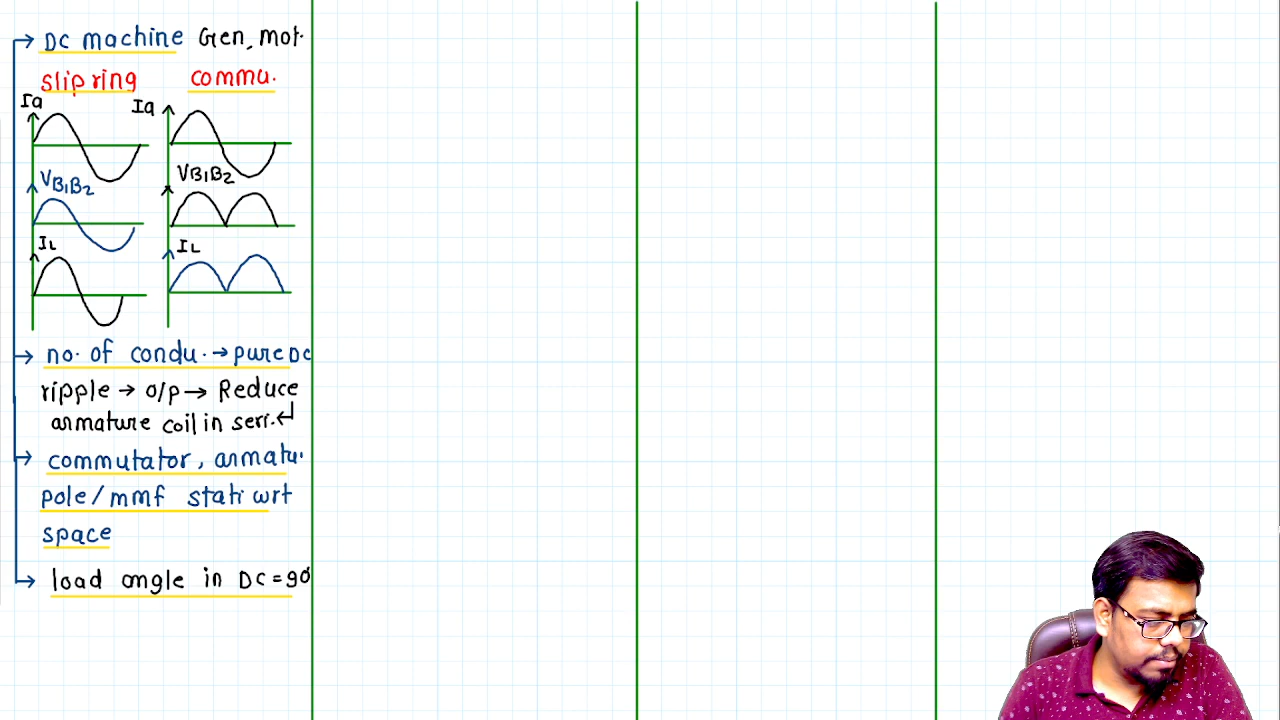 → DC machine Gen, mot.
slip ring commu.
Ia Ia
VB1B2 VB1B2
IL IL
→ no. of condu. → pure DC
ripple → o/p → Reduce
armature coil in seri. ↵
→ commutator, armatu.
pole/mmf stati wrt
space
→ load angle in DC = 90°